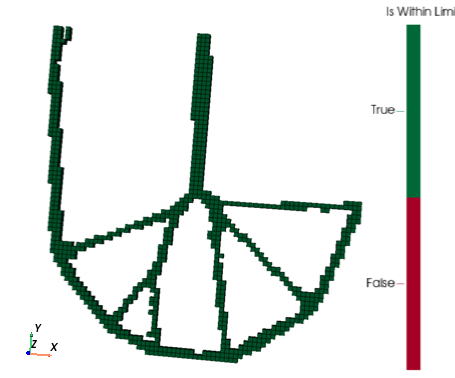 Is Within Limi
True
False
Y
Z X